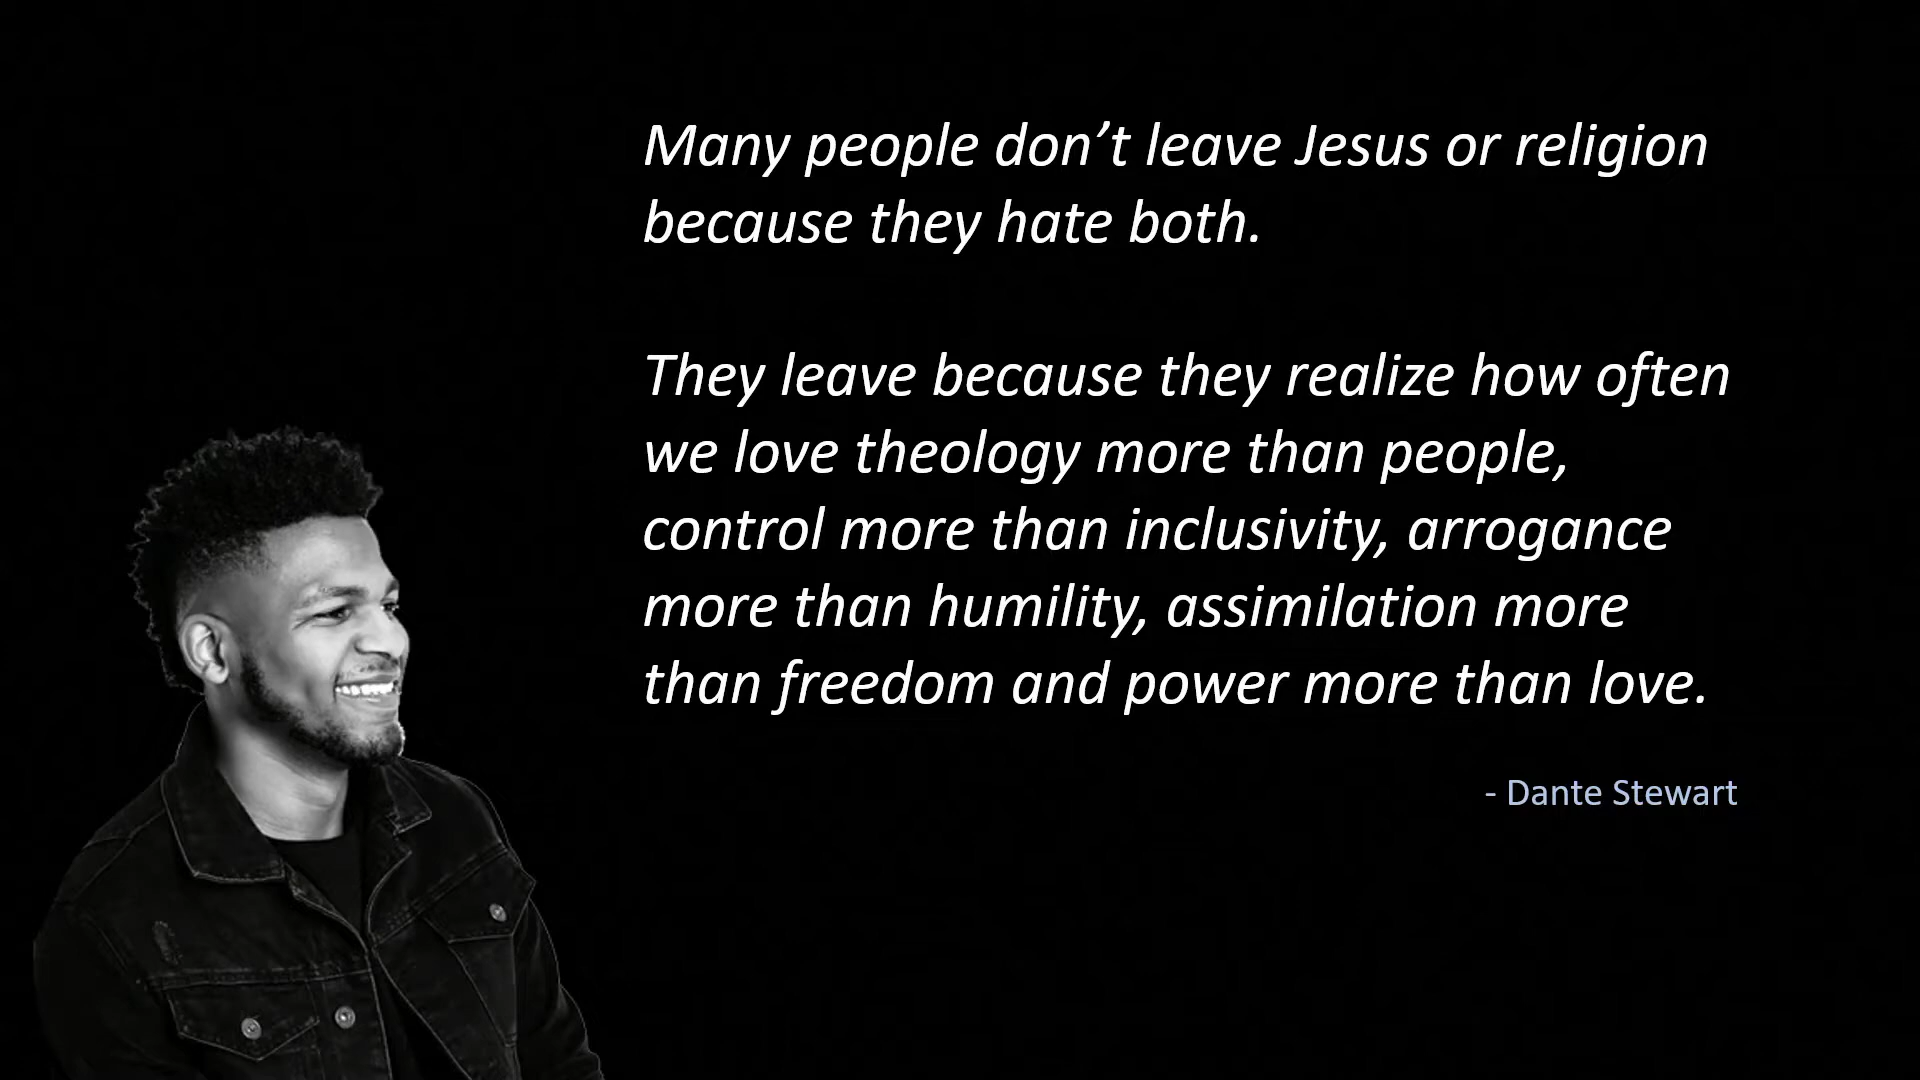 Many people don’t leave Jesus or religion
because they hate both.
They leave because they realize how often
we love theology more than people,
control more than inclusivity, arrogance
more than humility, assimilation more
than freedom and power more than love.
- Dante Stewart